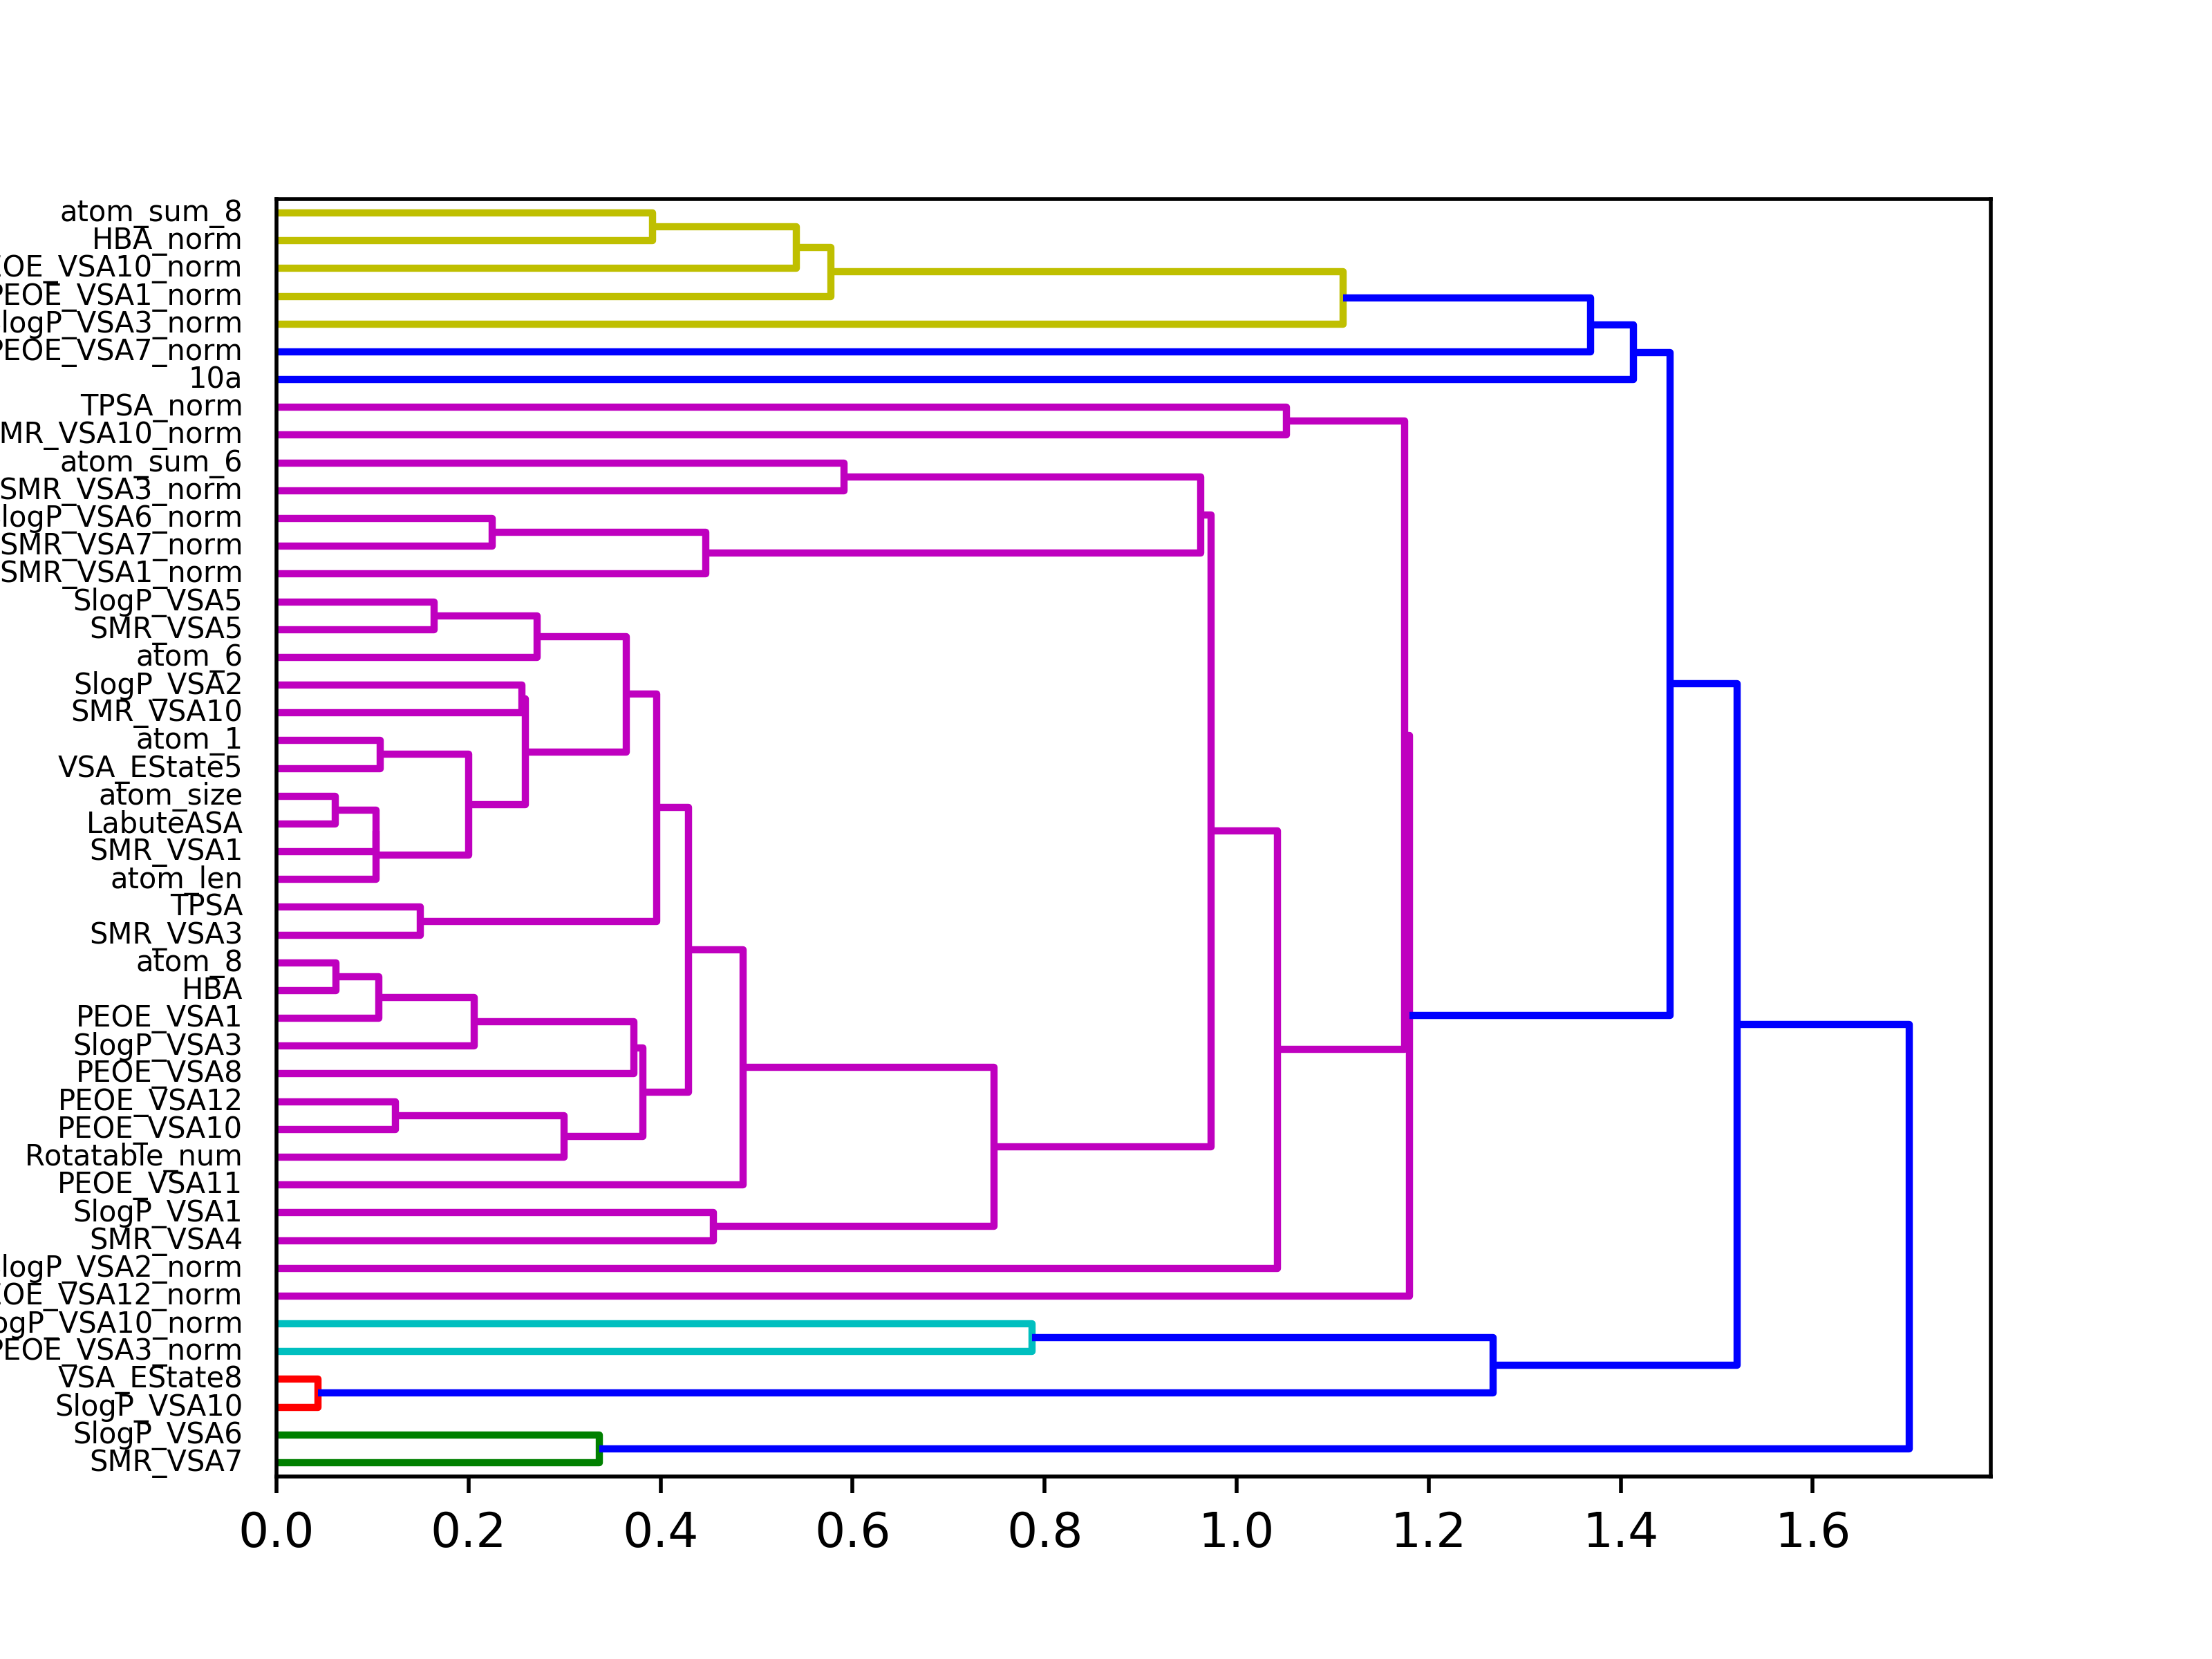 atom_sum_8
HBA_norm
OE_VSA10_norm
PEOE_VSA1_norm
logP_VSA3_norm
PEOE_VSA7_norm
10a
TPSA_norm
MR_VSA10_norm
atom_sum_6
SMR_VSA3_norm
logP_VSA6_norm
SMR_VSA7_norm
SMR_VSA1_norm
SlogP_VSA5
SMR_VSA5
atom_6
SlogP_VSA2
SMR_VSA10
atom_1
VSA_EState5
atom_size
LabuteASA
SMR_VSA1
atom_len
TPSA
SMR_VSA3
atom_8
HBA
PEOE_VSA1
SlogP_VSA3
PEOE_VSA8
PEOE_VSA12
PEOE_VSA10
Rotatable_num
PEOE_VSA11
SlogP_VSA1
SMR_VSA4
logP_VSA2_norm
OE_VSA12_norm
ogP_VSA10_norm
PEOE_VSA3_norm
VSA_EState8
SlogP_VSA10
SlogP_VSA6
SMR_VSA7
0.0 0.2 0.4 0.6 0.8 1.0 1.2 1.4 1.6